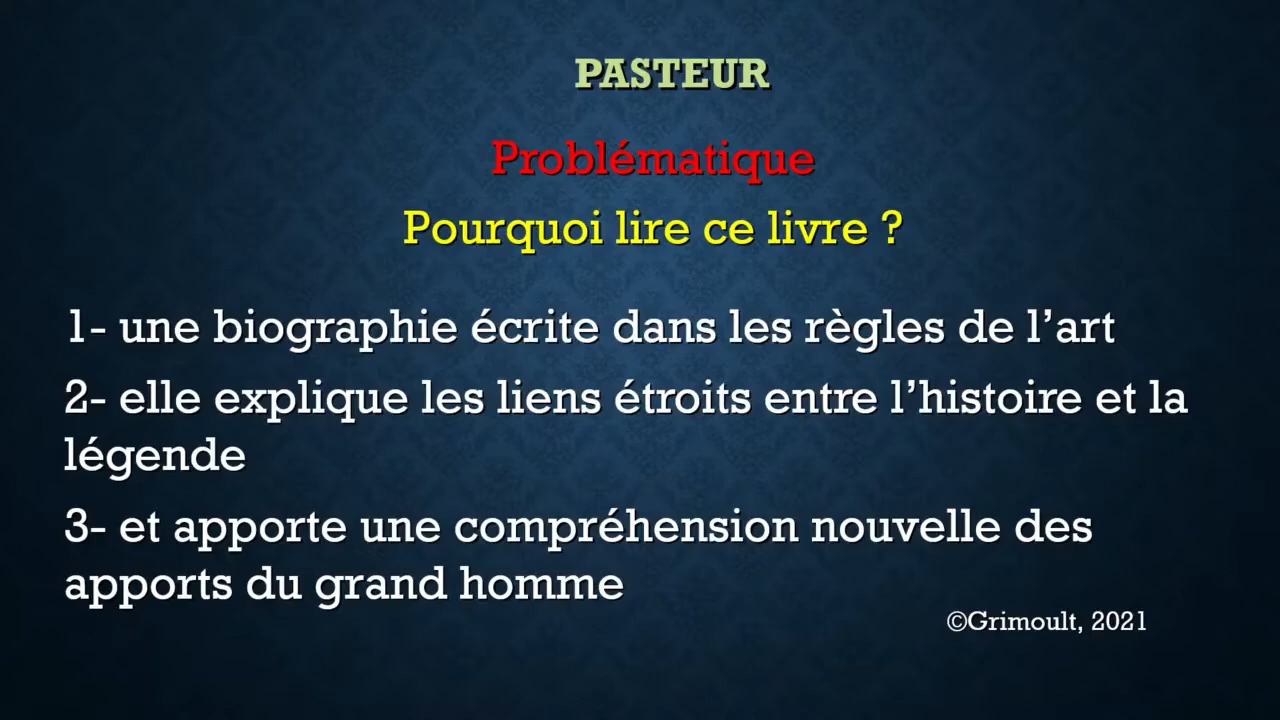 PASTEUR
Problématique
Pourquoi lire ce livre ?
1- une biographie écrite dans les règles de l’art
2- elle explique les liens étroits entre l’histoire et la
légende
3- et apporte une compréhension nouvelle des
apports du grand homme
©Grimoult, 2021